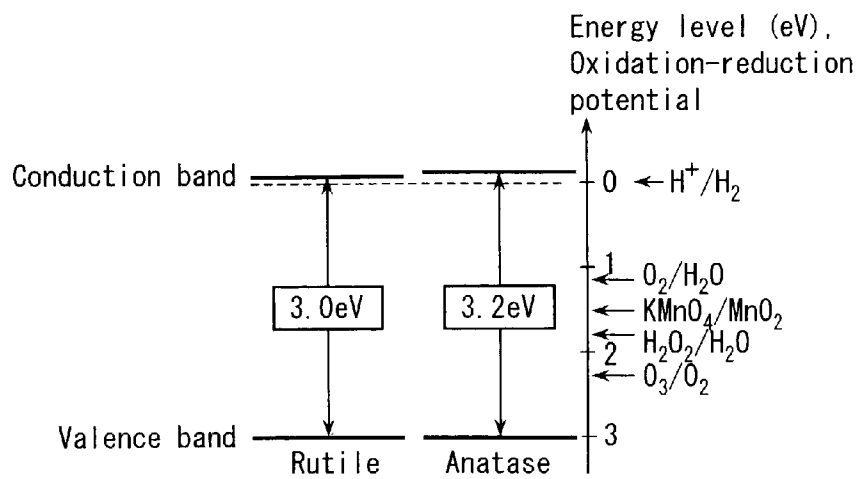 Energy level (eV),
Oxidation-reduction
potential
Conduction band
0
H⁺/H₂
1
O₂/H₂O
3.0eV
3.2eV
KMnO₄/MnO₂
H₂O₂/H₂O
2
O₃/O₂
Valence band
3
Rutile
Anatase